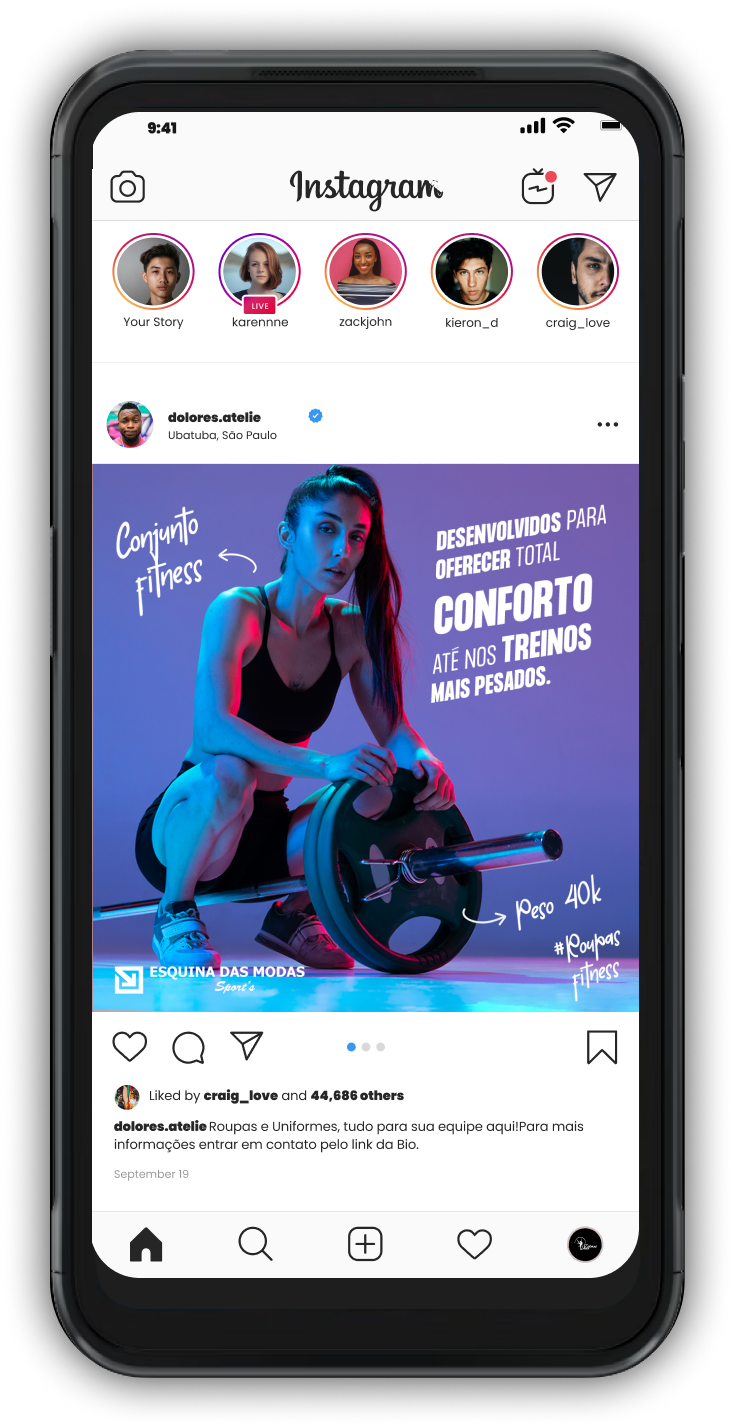 9:41
Instagram
LIVE
Your Story
karennne
zackjohn
kieron_d
craig_love
dolores.atelie
Ubatuba, São Paulo
Conjunto
Fitness
DESENVOLVIDOS PARA
OFERECER TOTAL
CONFORTO
ATÉ NOS TREINOS
MAIS PESADOS.
Peso 40k
#Roupas
Fitness
ESQUINA DAS MODAS
Sport's
Liked by craig_love and 44,686 others
dolores.atelie Roupas e Uniformes, tudo para sua equipe aqui!Para mais
informações entrar em contato pelo link da Bio.
September 19